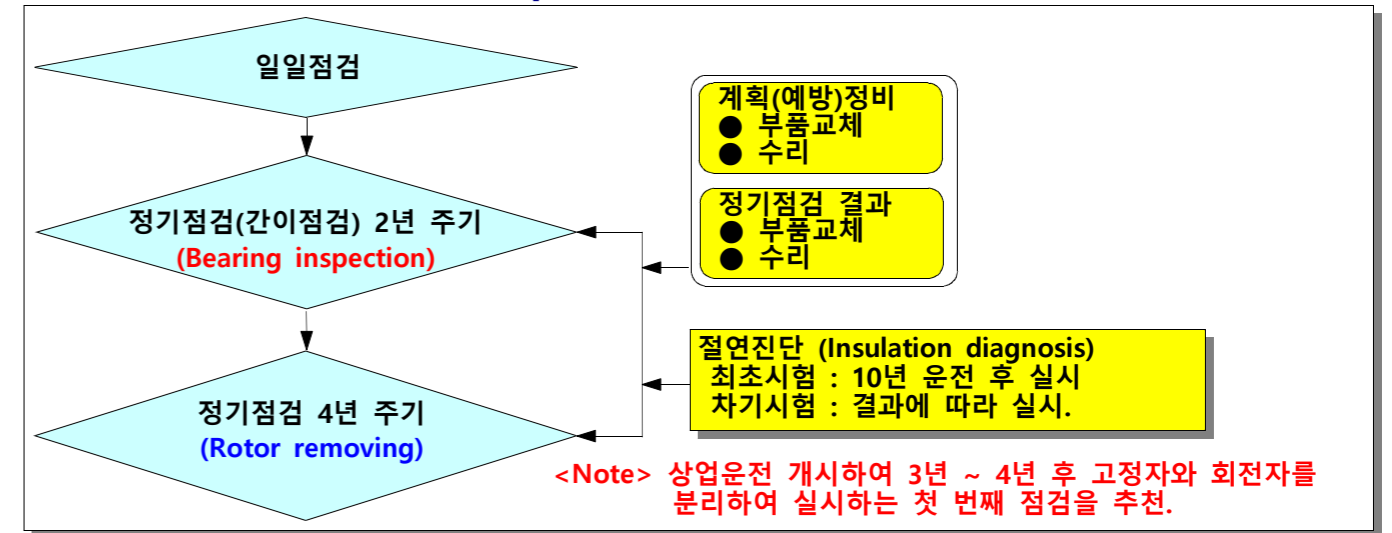 일일점검
정기점검(간이점검) 2년 주기
(Bearing inspection)
정기점검 4년 주기
(Rotor removing)
계획(예방)정비
● 부품교체
● 수리
정기점검 결과
● 부품교체
● 수리
절연진단 (Insulation diagnosis)
최초시험 : 10년 운전 후 실시
차기시험 : 결과에 따라 실시.
<Note> 상업운전 개시하여 3년 ~ 4년 후 고정자와 회전자를
분리하여 실시하는 첫 번째 점검을 추천.